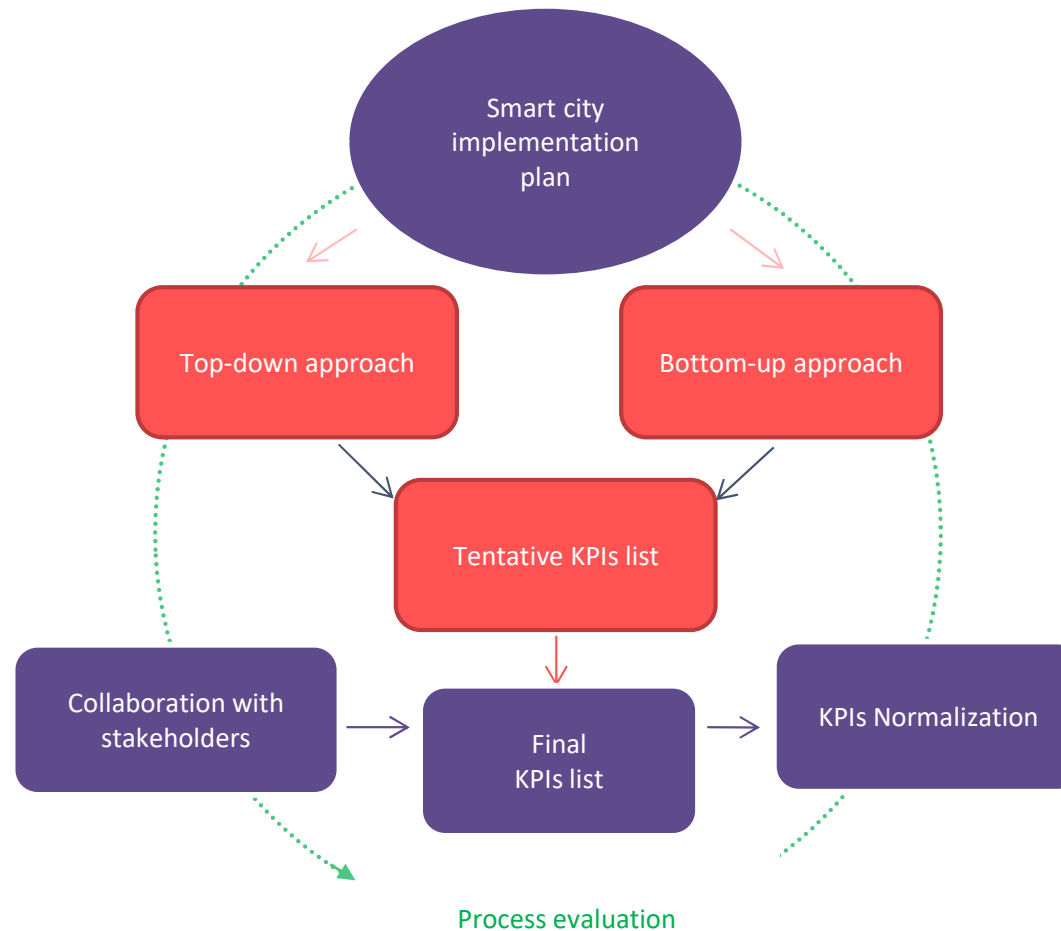 Smart city
implementation
plan
Top-down approach
Bottom-up approach
Tentative KPIs list
Collaboration with
stakeholders
Final
KPIs list
KPIs Normalization
Process evaluation